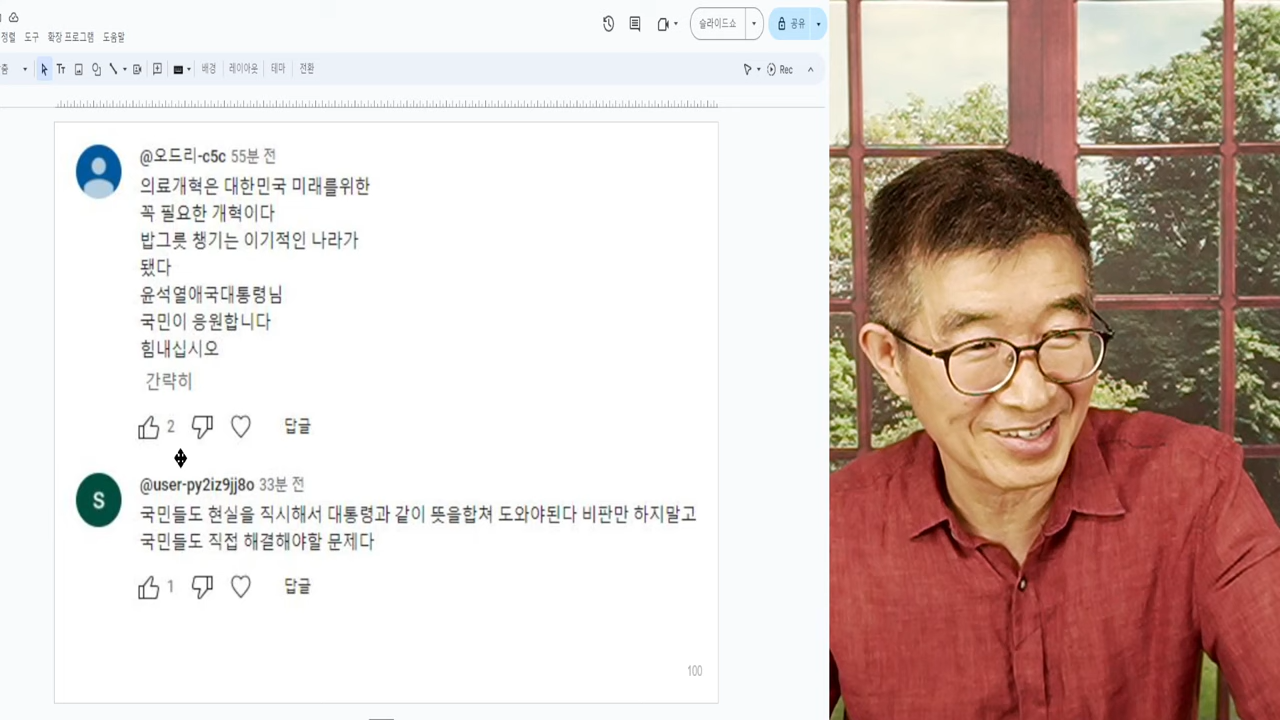 정렬 도구 확장 프로그램 도움말
슬라이드쇼
공유
배경 레이아웃 테마 전환
Rec
@오드리-c5c 55분 전
의료개혁은 대한민국 미래를위한
꼭 필요한 개혁이다
밥그릇 챙기는 이기적인 나라가
됐다
윤석열애국대통령님
국민이 응원합니다
힘내십시오
간략히
2 답글
S
@user-py2iz9jj8o 33분 전
국민들도 현실을 직시해서 대통령과 같이 뜻을합쳐 도와야된다 비판만 하지말고
국민들도 직접 해결해야할 문제다
1 답글
100